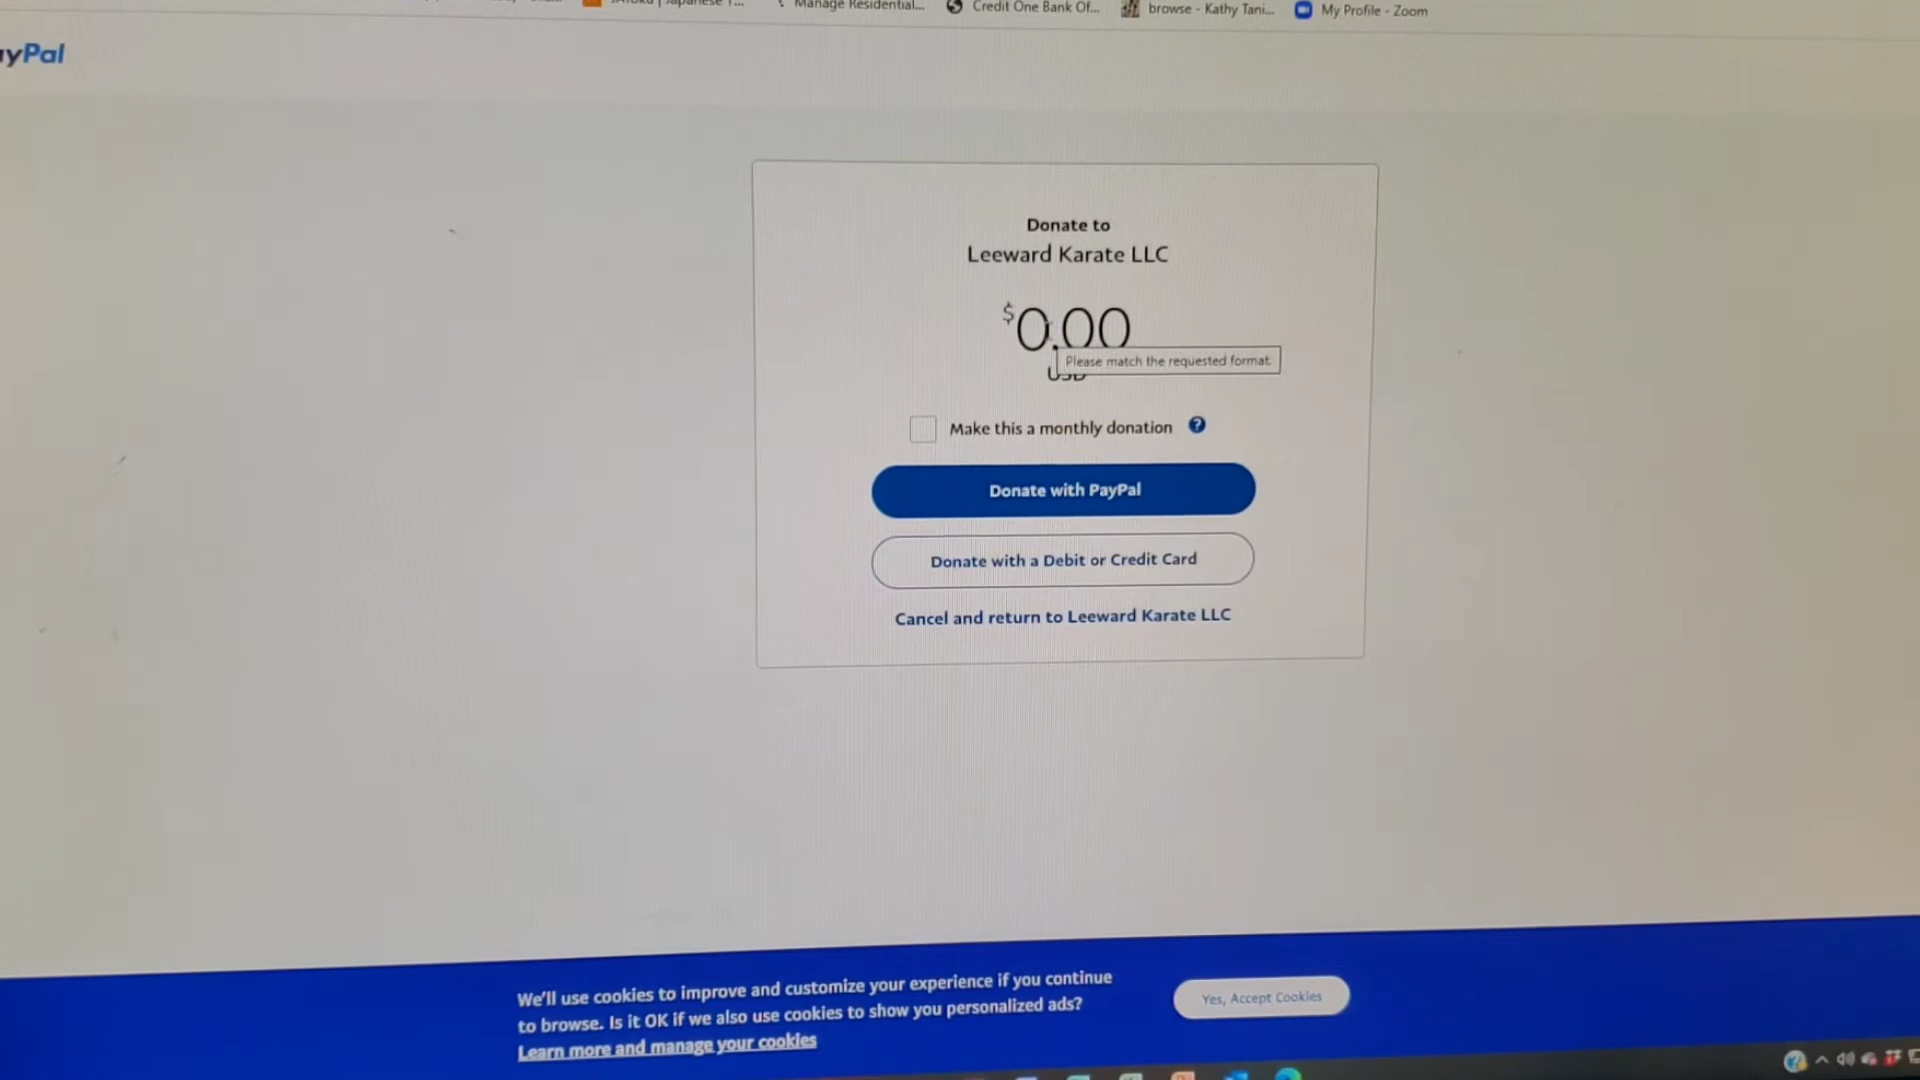 Manage Residential...
Credit One Bank Of...
browse - Kathy Tani...
My Profile - Zoom
ayPal
Donate to
Leeward Karate LLC
$0.00
Please match the requested format.
USD
Make this a monthly donation
?
Donate with PayPal
Donate with a Debit or Credit Card
Cancel and return to Leeward Karate LLC
We'll use cookies to improve and customize your experience if you continue
to browse. Is it OK if we also use cookies to show you personalized ads?
Learn more and manage your cookies
Yes, Accept Cookies